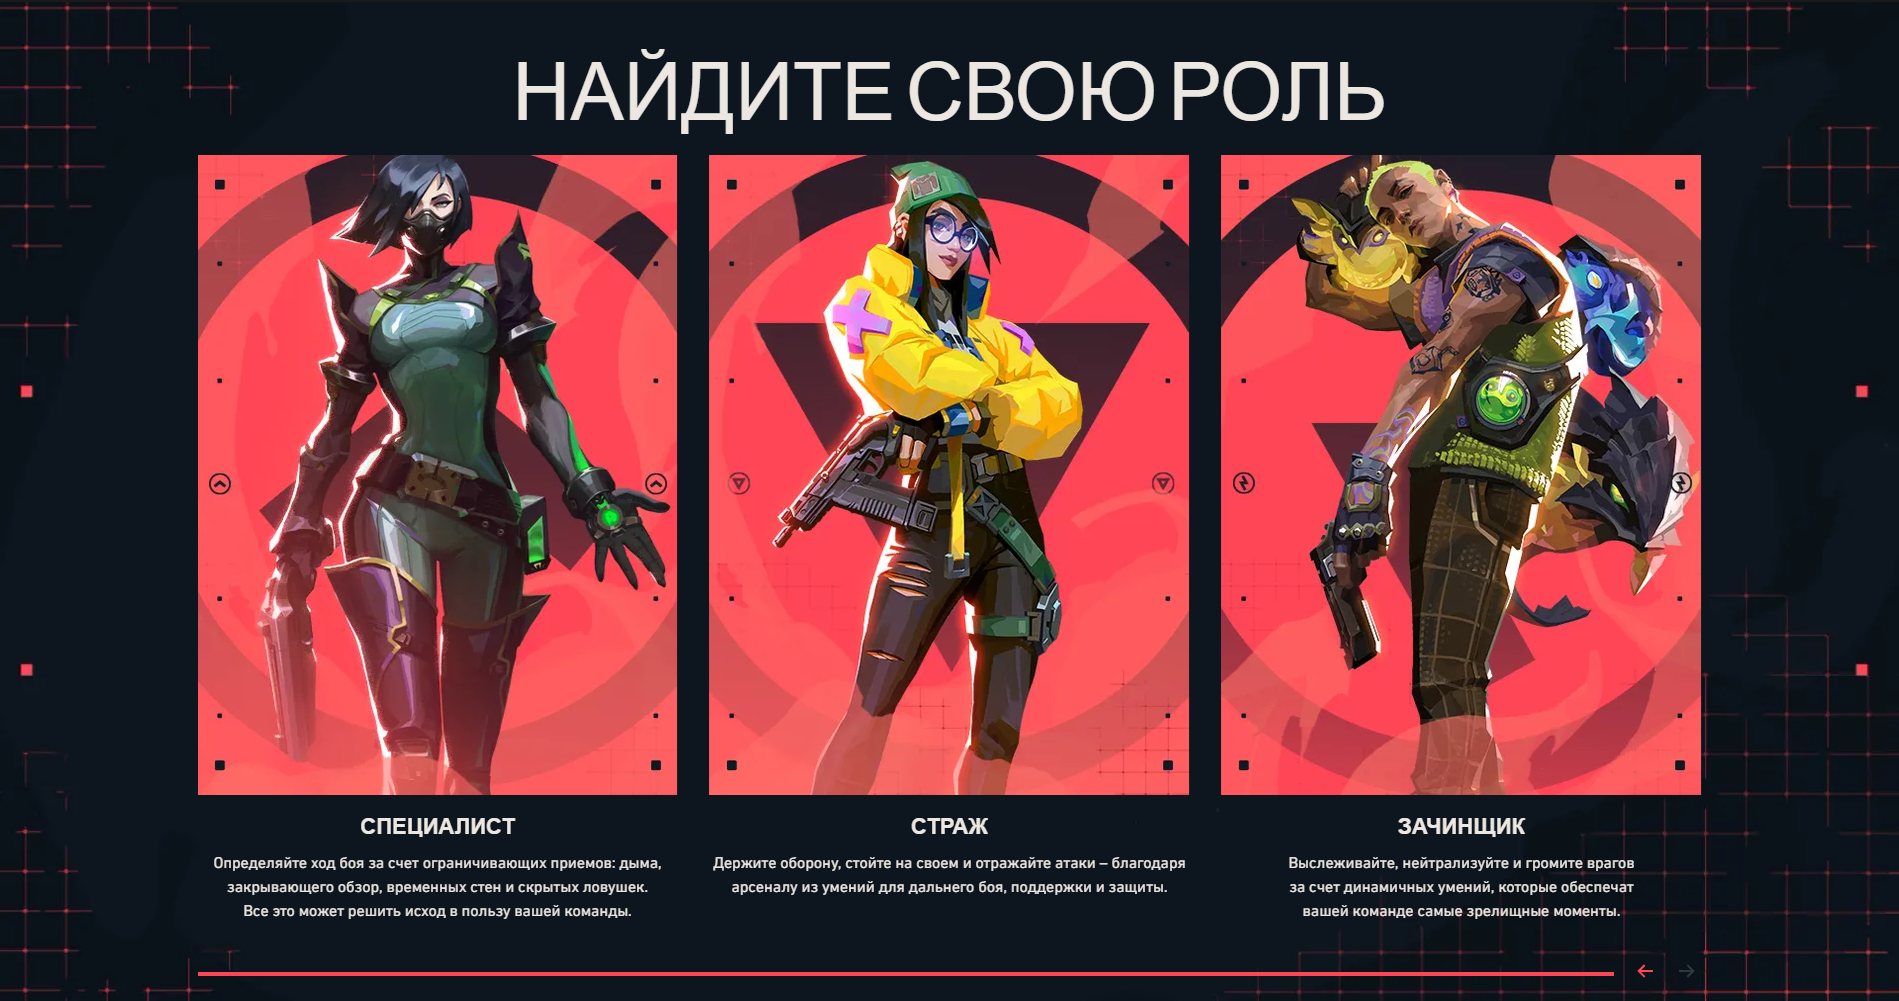 НАЙДИТЕ СВОЮ РОЛЬ
СПЕЦИАЛИСТ
Определяйте ход боя за счет ограничивающих приемов: дыма,
закрывающего обзор, временных стен и скрытых ловушек.
Все это может решить исход в пользу вашей команды.
СТРАЖ
Держите оборону, стойте на своем и отражайте атаки – благодаря
арсеналу из умений для дальнего боя, поддержки и защиты.
ЗАЧИНЩИК
Выслеживайте, нейтрализуйте и громите врагов
за счет динамичных умений, которые обеспечат
вашей команде самые зрелищные моменты.